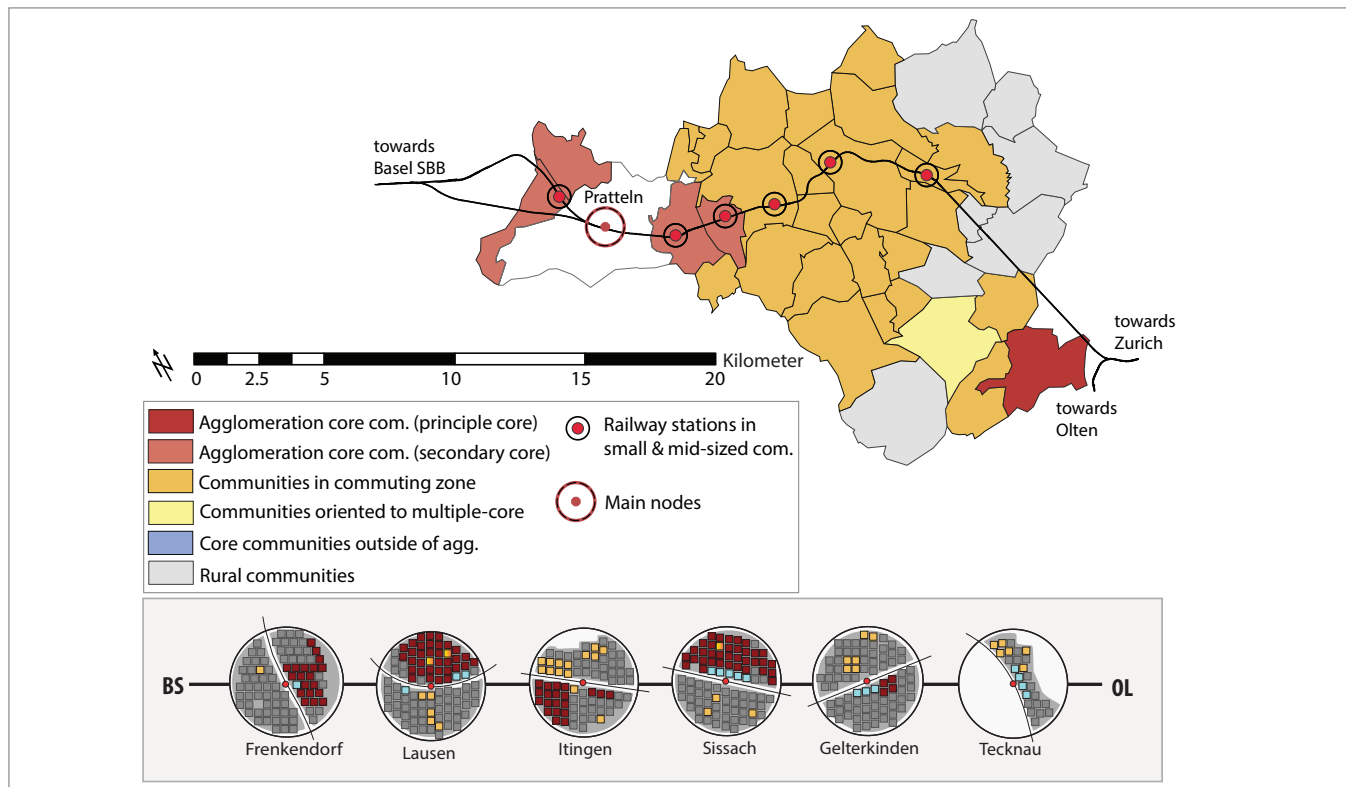 towards
Basel SBB
Pratteln
towards
Zurich
Kilometer
0 2.5 5 10 15 20
towards
Olten
Agglomeration core com. (principle core)
Agglomeration core com. (secondary core)
Communities in commuting zone
Communities oriented to multiple-core
Core communities outside of agg.
Rural communities
Railway stations in
small & mid-sized com.
Main nodes
BS
OL
Frenkendorf
Lausen
Itingen
Sissach
Gelterkinden
Tecknau